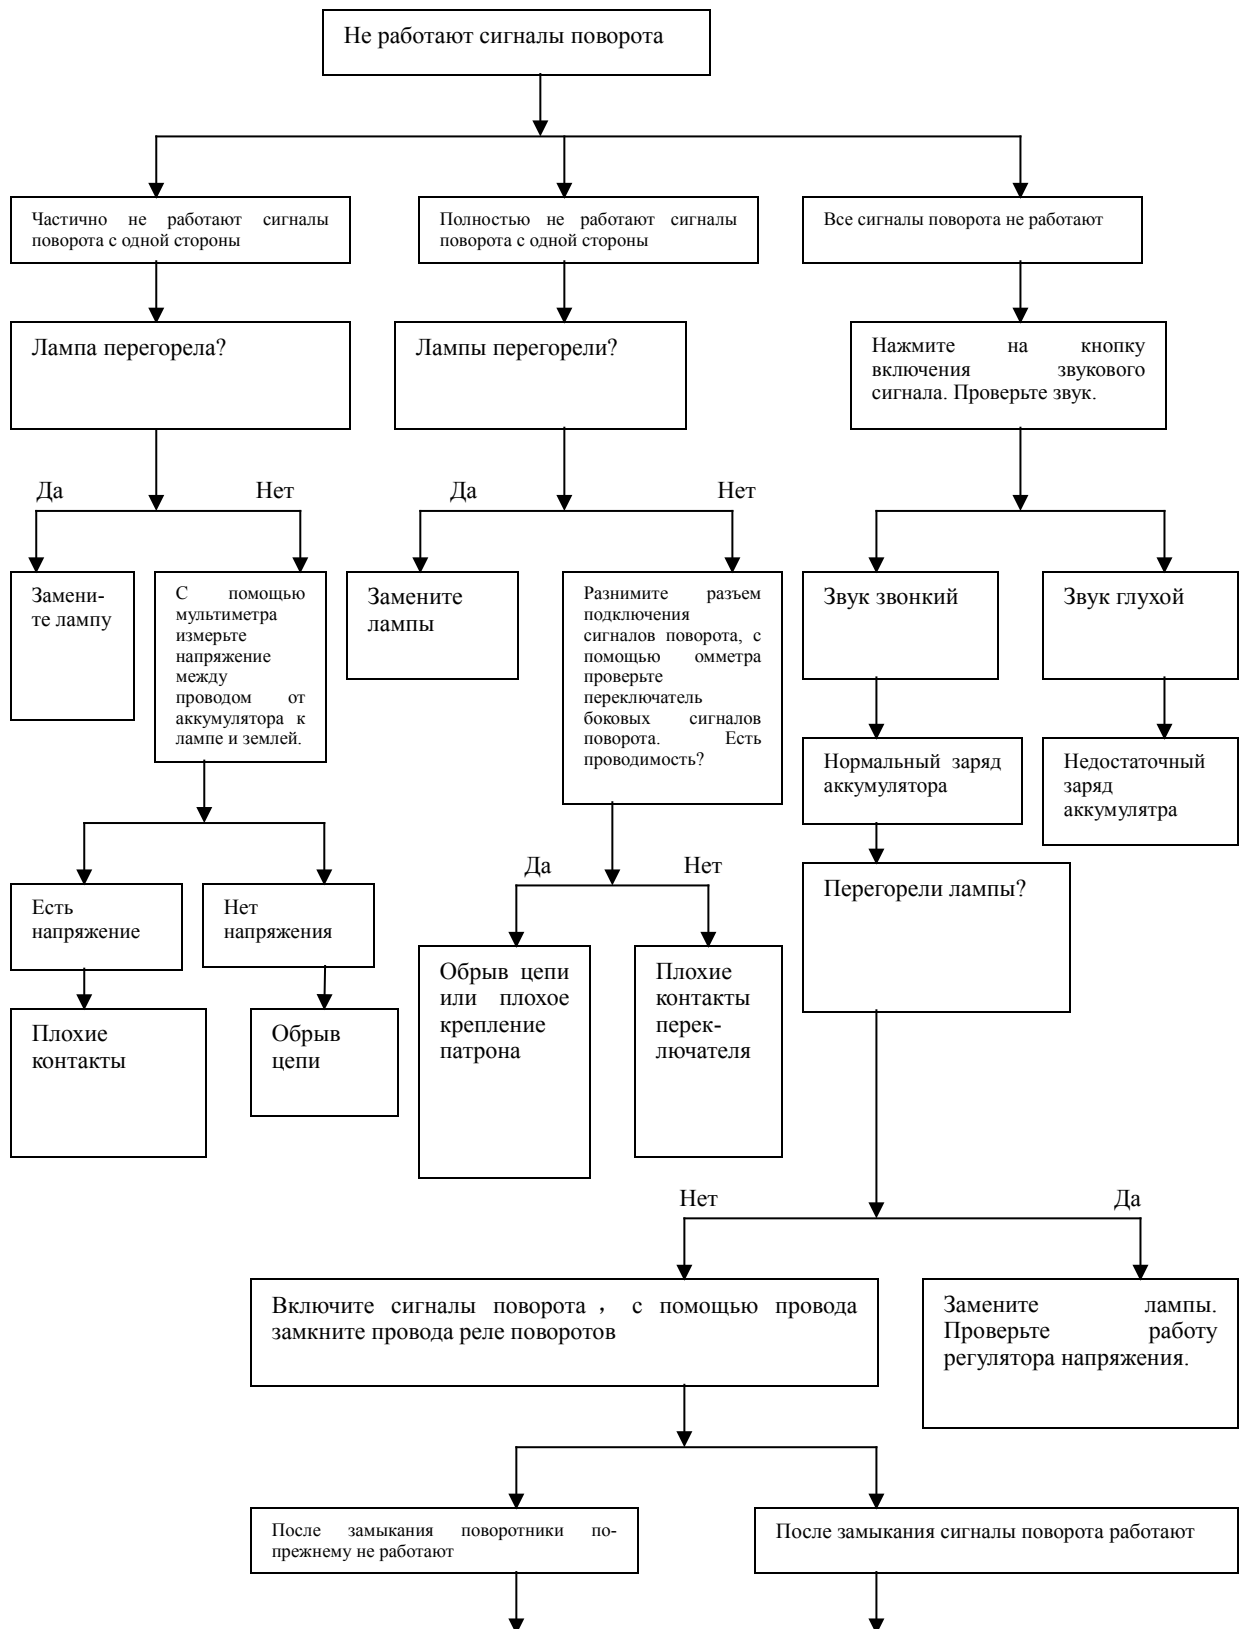 Не работают сигналы поворота
Частично не работают сигналы
поворота с одной стороны
Полностью не работают сигналы
поворота с одной стороны
Все сигналы поворота не работают
Лампа перегорела?
Лампы перегорели?
Нажмите на кнопку
включения звукового
сигнала. Проверьте звук.
Да
Нет
Да
Нет
Замени-
те лампу
С помощью
мультиметра
измерьте
напряжение
между
проводом от
аккумулятора к
лампе и землей.
Замените
лампы
Разнимите разъем
подключения
сигналов поворота, с
помощью омметра
проверьте
переключатель
боковых сигналов
поворота. Есть
проводимость?
Звук звонкий
Звук глухой
Нормальный заряд
аккумулятора
Недостаточный
заряд
аккумулятра
Да
Нет
Перегорели лампы?
Есть
напряжение
Нет
напряжения
Обрыв цепи
или плохое
крепление
патрона
Плохие
контакты
перек-
лючателя
Плохие
контакты
Обрыв
цепи
Нет
Да
Включите сигналы поворота， с помощью провода
замкните провода реле поворотов
Замените лампы.
Проверьте работу
регулятора напряжения.
После замыкания поворотники по-
прежнему не работают
После замыкания сигналы поворота работают